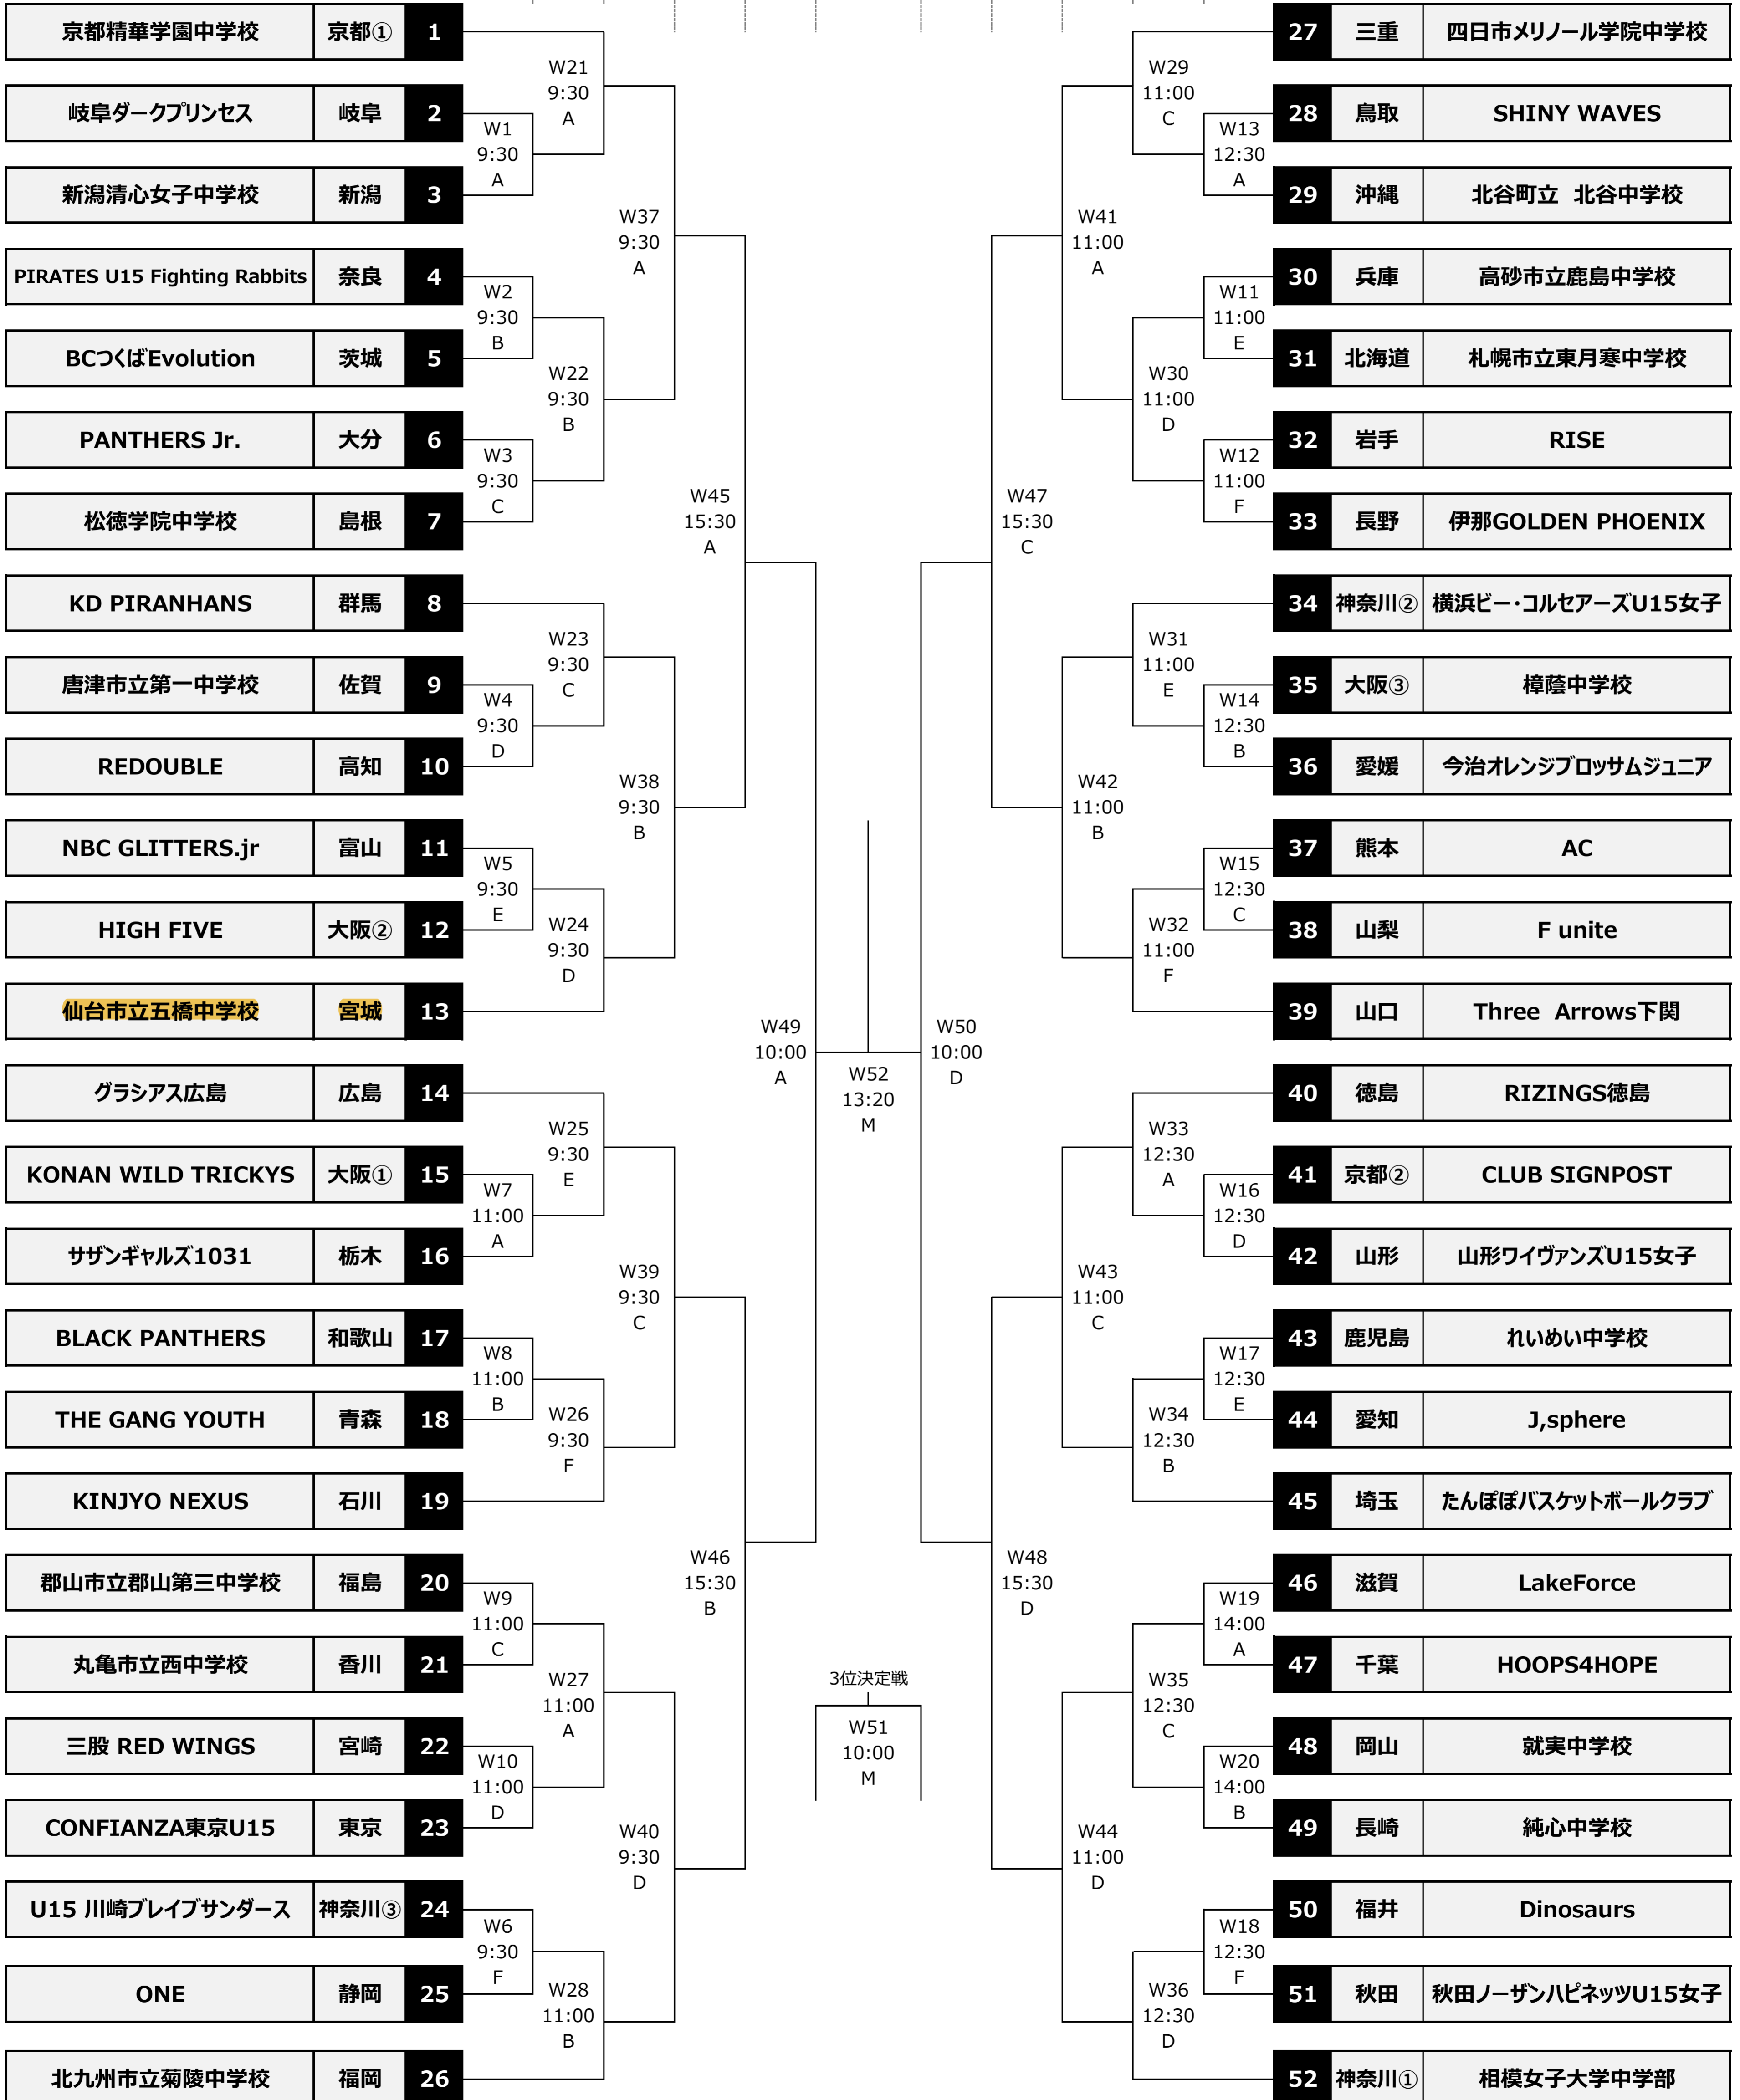 京都精華学園中学校 京都① 1
岐阜ダークプリンセス 岐阜 2
新潟清心女子中学校 新潟 3
PIRATES U15 Fighting Rabbits 奈良 4
BCつくばEvolution 茨城 5
PANTHERS Jr. 大分 6
松徳学院中学校 島根 7
KD PIRANHANS 群馬 8
唐津市立第一中学校 佐賀 9
REDOUBLE 高知 10
NBC GLITTERS.jr 富山 11
HIGH FIVE 大阪② 12
仙台市立五橋中学校 宮城 13
グラシアス広島 広島 14
KONAN WILD TRICKYS 大阪① 15
サザンギャルズ1031 栃木 16
BLACK PANTHERS 和歌山 17
THE GANG YOUTH 青森 18
KINJYO NEXUS 石川 19
郡山市立郡山第三中学校 福島 20
丸亀市立西中学校 香川 21
三股 RED WINGS 宮崎 22
CONFIANZA東京U15 東京 23
U15 川崎ブレイブサンダース 神奈川③ 24
ONE 静岡 25
北九州市立菊陵中学校 福岡 26
W1
9:30
A
W2
9:30
B
W3
9:30
C
W4
9:30
D
W5
9:30
E
W7
11:00
A
W8
11:00
B
W9
11:00
C
W10
11:00
D
W6
9:30
F
W21
9:30
A
W22
9:30
B
W23
9:30
C
W24
9:30
D
W25
9:30
E
W26
9:30
F
W27
11:00
A
W28
11:00
B
W37
9:30
A
W38
9:30
B
W39
9:30
C
W40
9:30
D
W45
15:30
A
W46
15:30
B
W49
10:00
A
W52
13:20
M
3位決定戦
W51
10:00
M
W50
10:00
D
W47
15:30
C
W48
15:30
D
W41
11:00
A
W42
11:00
B
W43
11:00
C
W44
11:00
D
W29
11:00
C
W30
11:00
D
W31
11:00
E
W32
11:00
F
W33
12:30
A
W34
12:30
B
W35
12:30
C
W36
12:30
D
W13
12:30
A
W11
11:00
E
W12
11:00
F
W14
12:30
B
W15
12:30
C
W16
12:30
D
W17
12:30
E
W19
14:00
A
W20
14:00
B
W18
12:30
F
27 三重 四日市メリノール学院中学校
28 鳥取 SHINY WAVES
29 沖縄 北谷町立 北谷中学校
30 兵庫 高砂市立鹿島中学校
31 北海道 札幌市立東月寒中学校
32 岩手 RISE
33 長野 伊那GOLDEN PHOENIX
34 神奈川② 横浜ビー・コルセアーズU15女子
35 大阪③ 樟蔭中学校
36 愛媛 今治オレンジブロッサムジュニア
37 熊本 AC
38 山梨 F unite
39 山口 Three Arrows下関
40 徳島 RIZINGS徳島
41 京都② CLUB SIGNPOST
42 山形 山形ワイヴァンズU15女子
43 鹿児島 れいめい中学校
44 愛知 J,sphere
45 埼玉 たんぽぽバスケットボールクラブ
46 滋賀 LakeForce
47 千葉 HOOPS4HOPE
48 岡山 就実中学校
49 長崎 純心中学校
50 福井 Dinosaurs
51 秋田 秋田ノーザンハピネッツU15女子
52 神奈川① 相模女子大学中学部